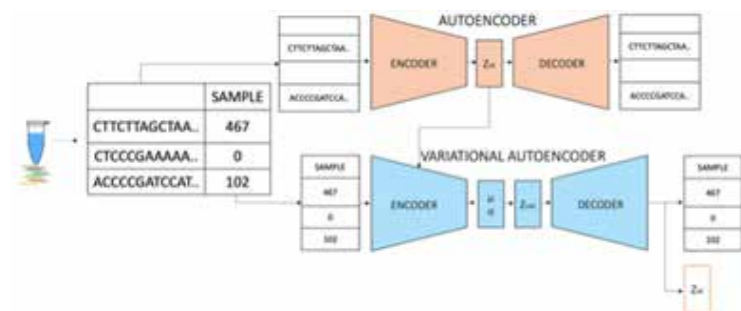 AUTOENCODER
CTTCTTAGCTAA..
ACCCCGATCCA..
ENCODER
DECODER
CTTCTTAGCTAA..
ACCCCGATCCA..
SAMPLE
CTTCTTAGCTAA.. 467
CTCCCGAAAAA.. 0
ACCCCGATCCAT.. 102
VARIATIONAL AUTOENCODER
SAMPLE
467
0
102
ENCODER
μ
σ
DECODER
SAMPLE
467
0
102